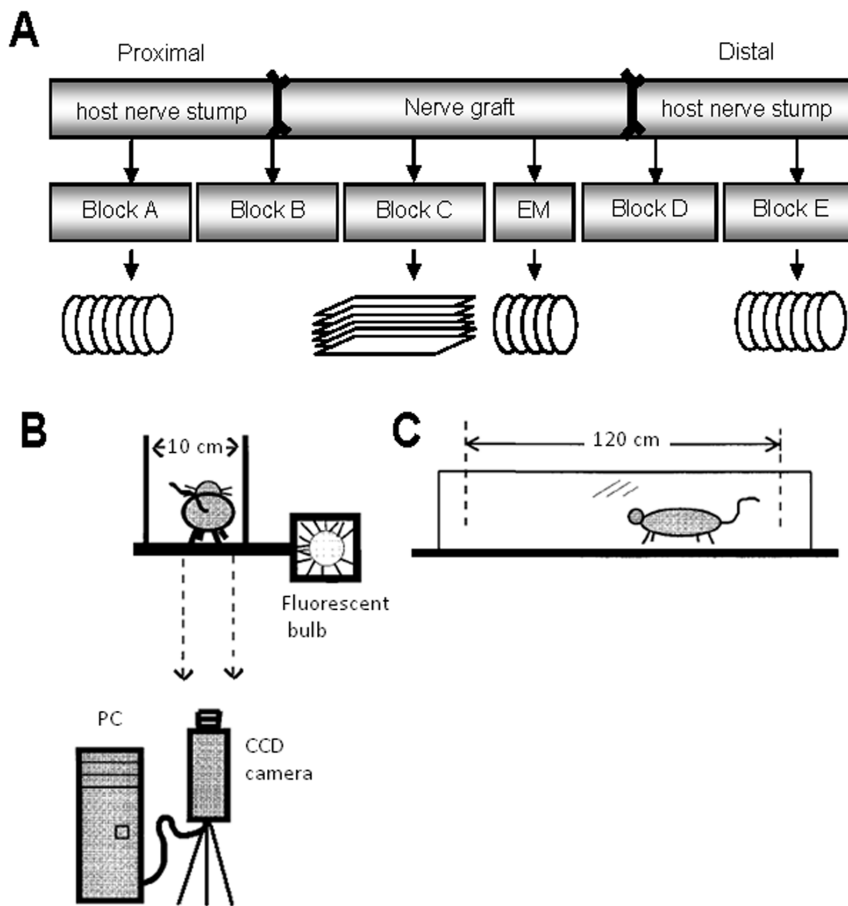 A
Proximal
Distal
host nerve stump
Nerve graft
host nerve stump
Block A
Block B
Block C
EM
Block D
Block E
B
10 cm
Fluorescent
bulb
PC
CCD
camera
C
120 cm